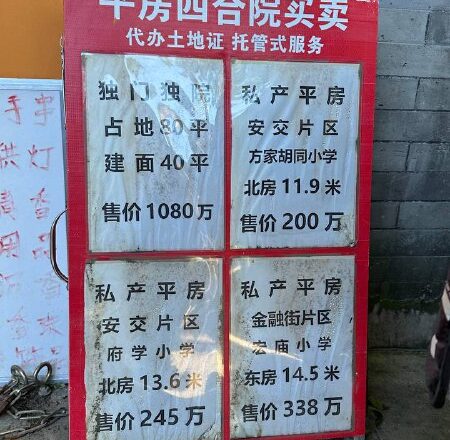 平房四合院买卖
代办土地证 托管式服务
独门独院
占地80平
建面40平
售价1080万
私产平房
安交片区
方家胡同小学
北房11.9米
售价200万
私产平房
安交片区
府学小学
北房13.6米
售价245万
私产平房
金融街片区
宏庙小学
东房14.5米
售价338万
手串
供灯
香